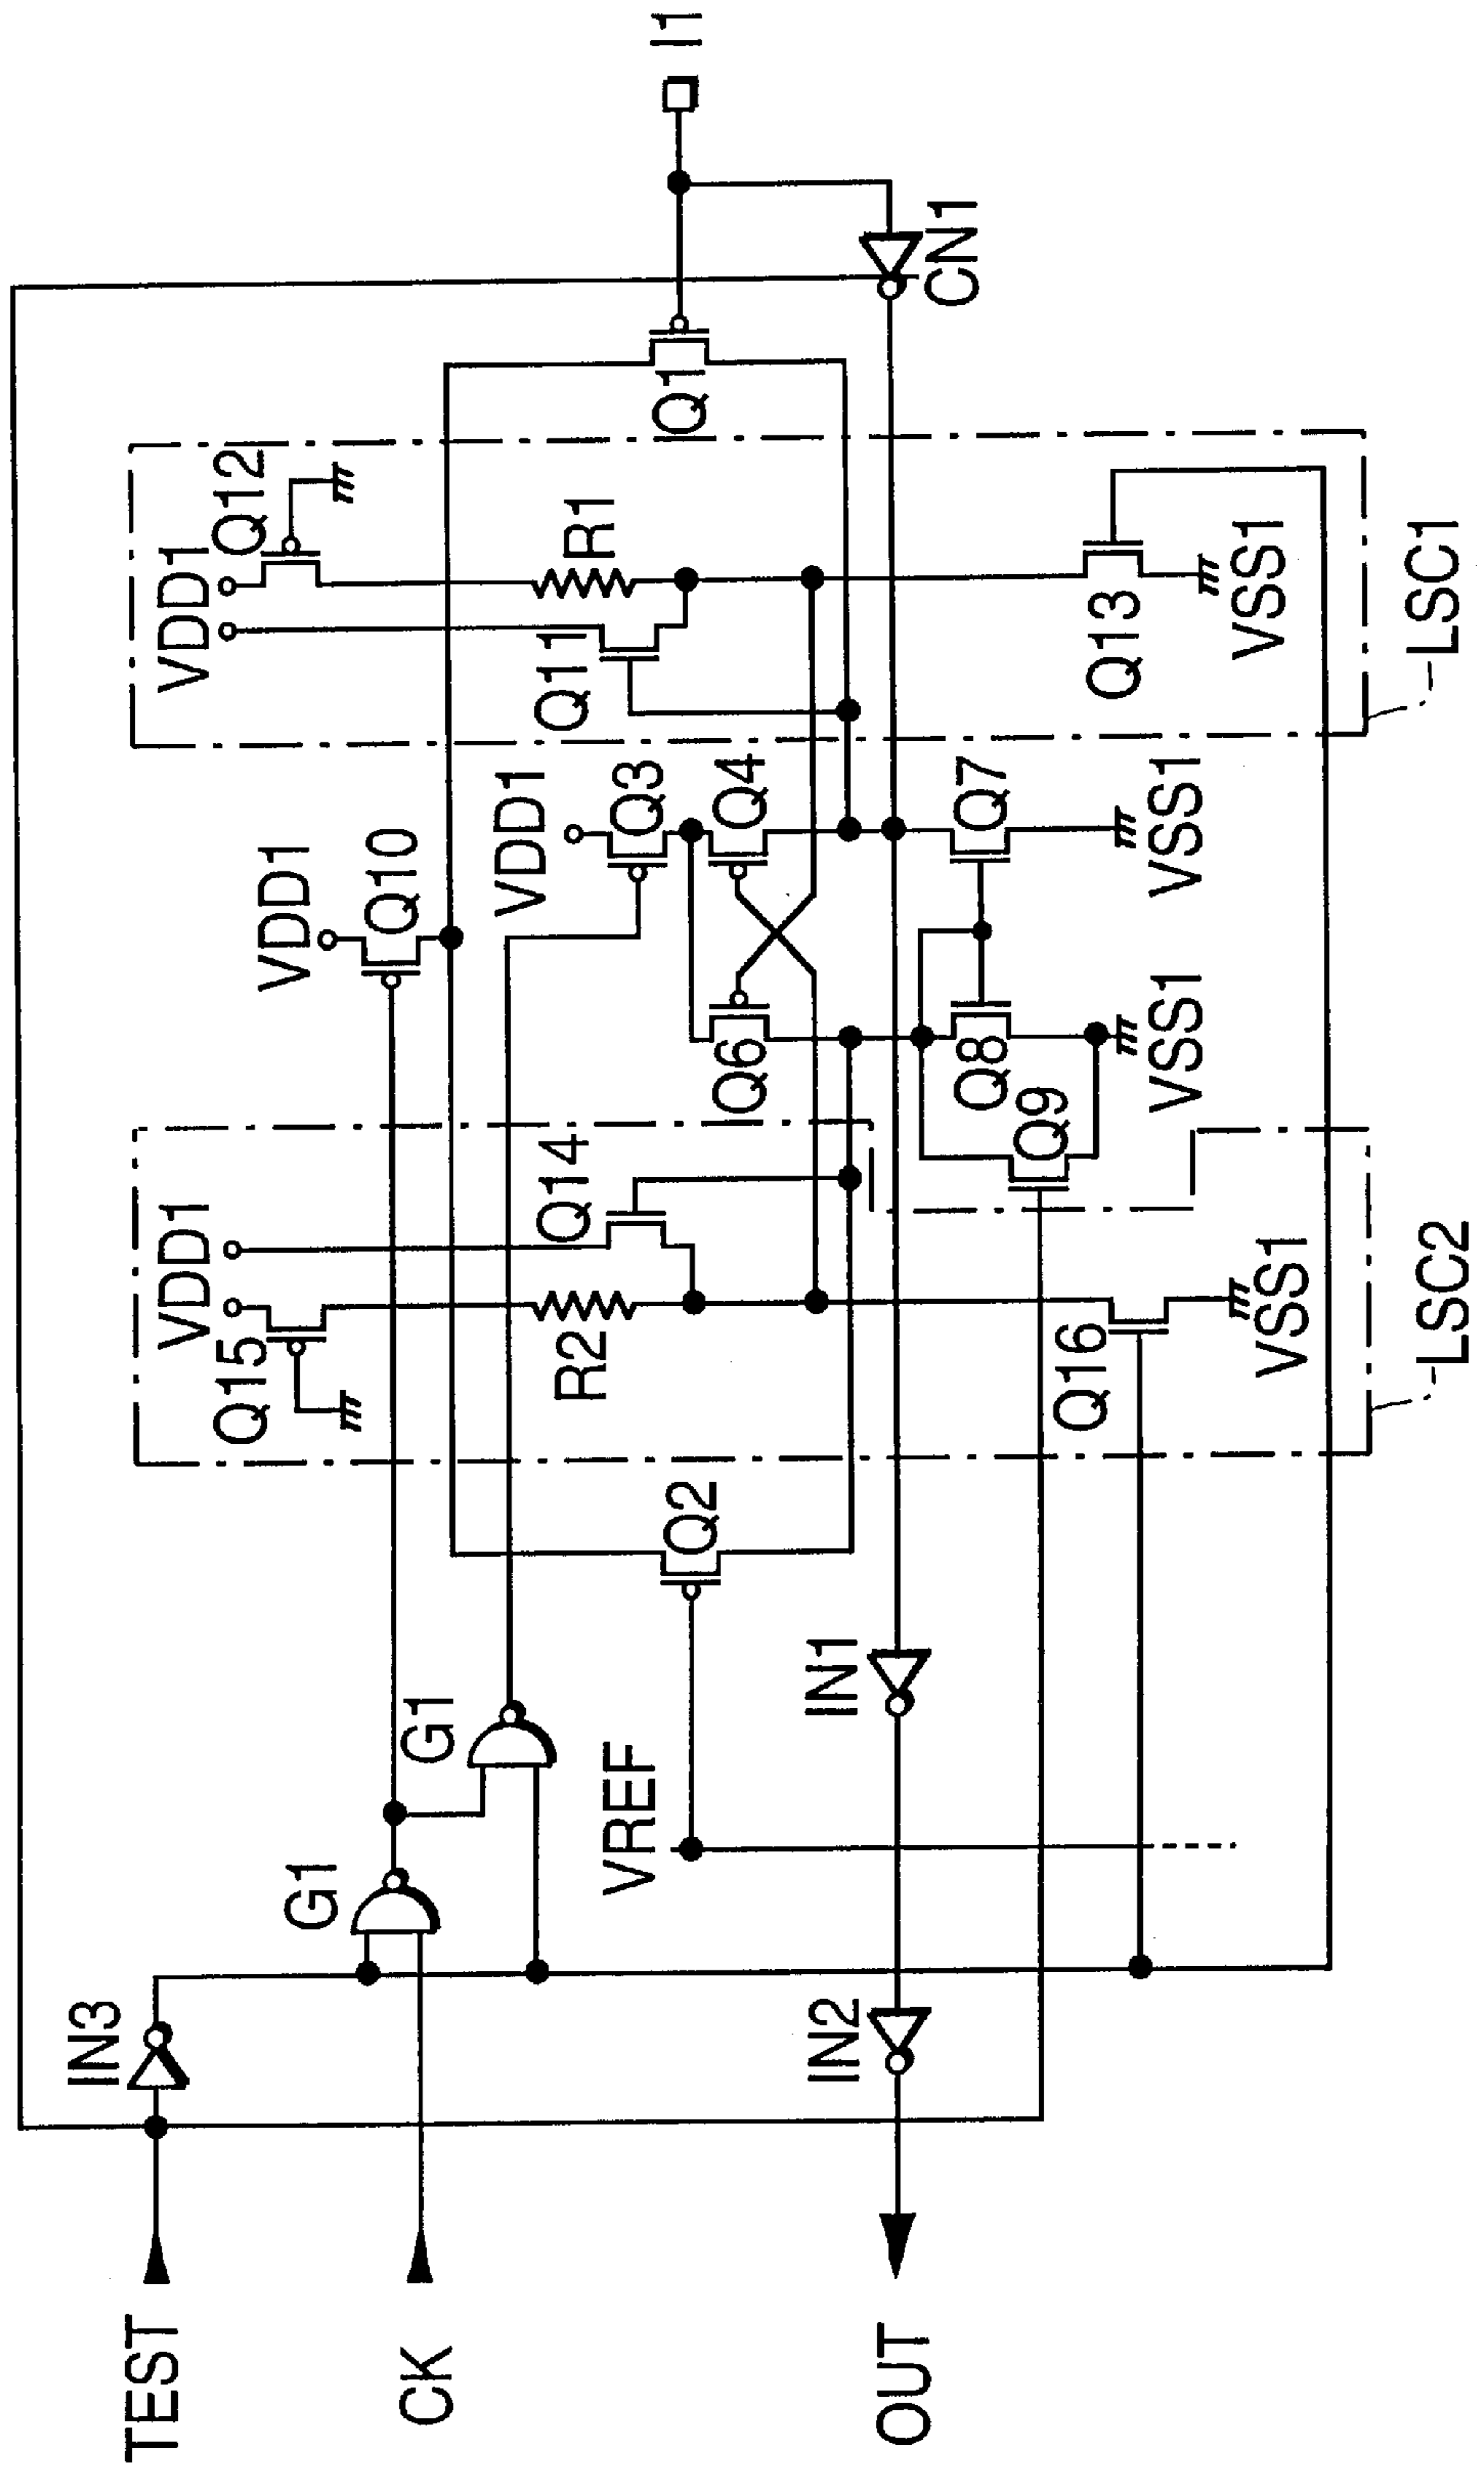 I1
CN1
Q1
Q12
VDD1
VDD1
R1
Q11
Q13
VSS1
LSC1
VDD1
Q10
VDD1
Q3
Q4
Q7
VSS1
Q6
Q8
Q9
VSS1
VDD1
VDD1
Q14
Q15
R2
Q16
VSS1
LSC2
Q2
G1
G1
VREF
IN1
IN2
IN3
TEST
CK
OUT